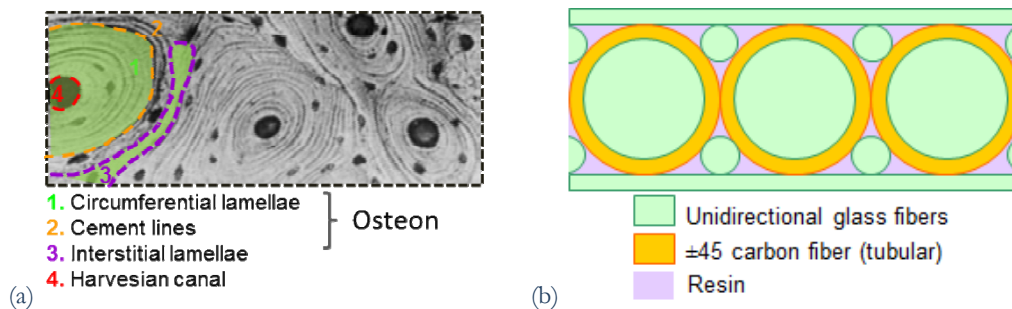 1
2
3
4
1. Circumferential lamellae
2. Cement lines
3. Interstitial lamellae
4. Harvesian canal
Osteon
(a)
Unidirectional glass fibers
±45 carbon fiber (tubular)
Resin
(b)